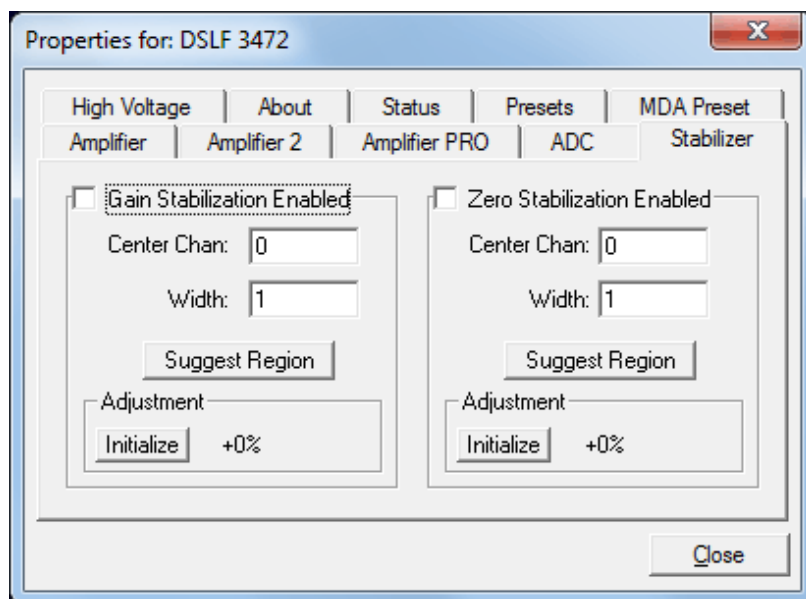 Properties for: DSLF 3472
High Voltage About Status Presets MDA Preset
Amplifier Amplifier 2 Amplifier PRO ADC Stabilizer
Gain Stabilization Enabled Zero Stabilization Enabled
Center Chan: 0 Center Chan: 0
Width: 1 Width: 1
Suggest Region Suggest Region
Adjustment Adjustment
Initialize +0% Initialize +0%
Close